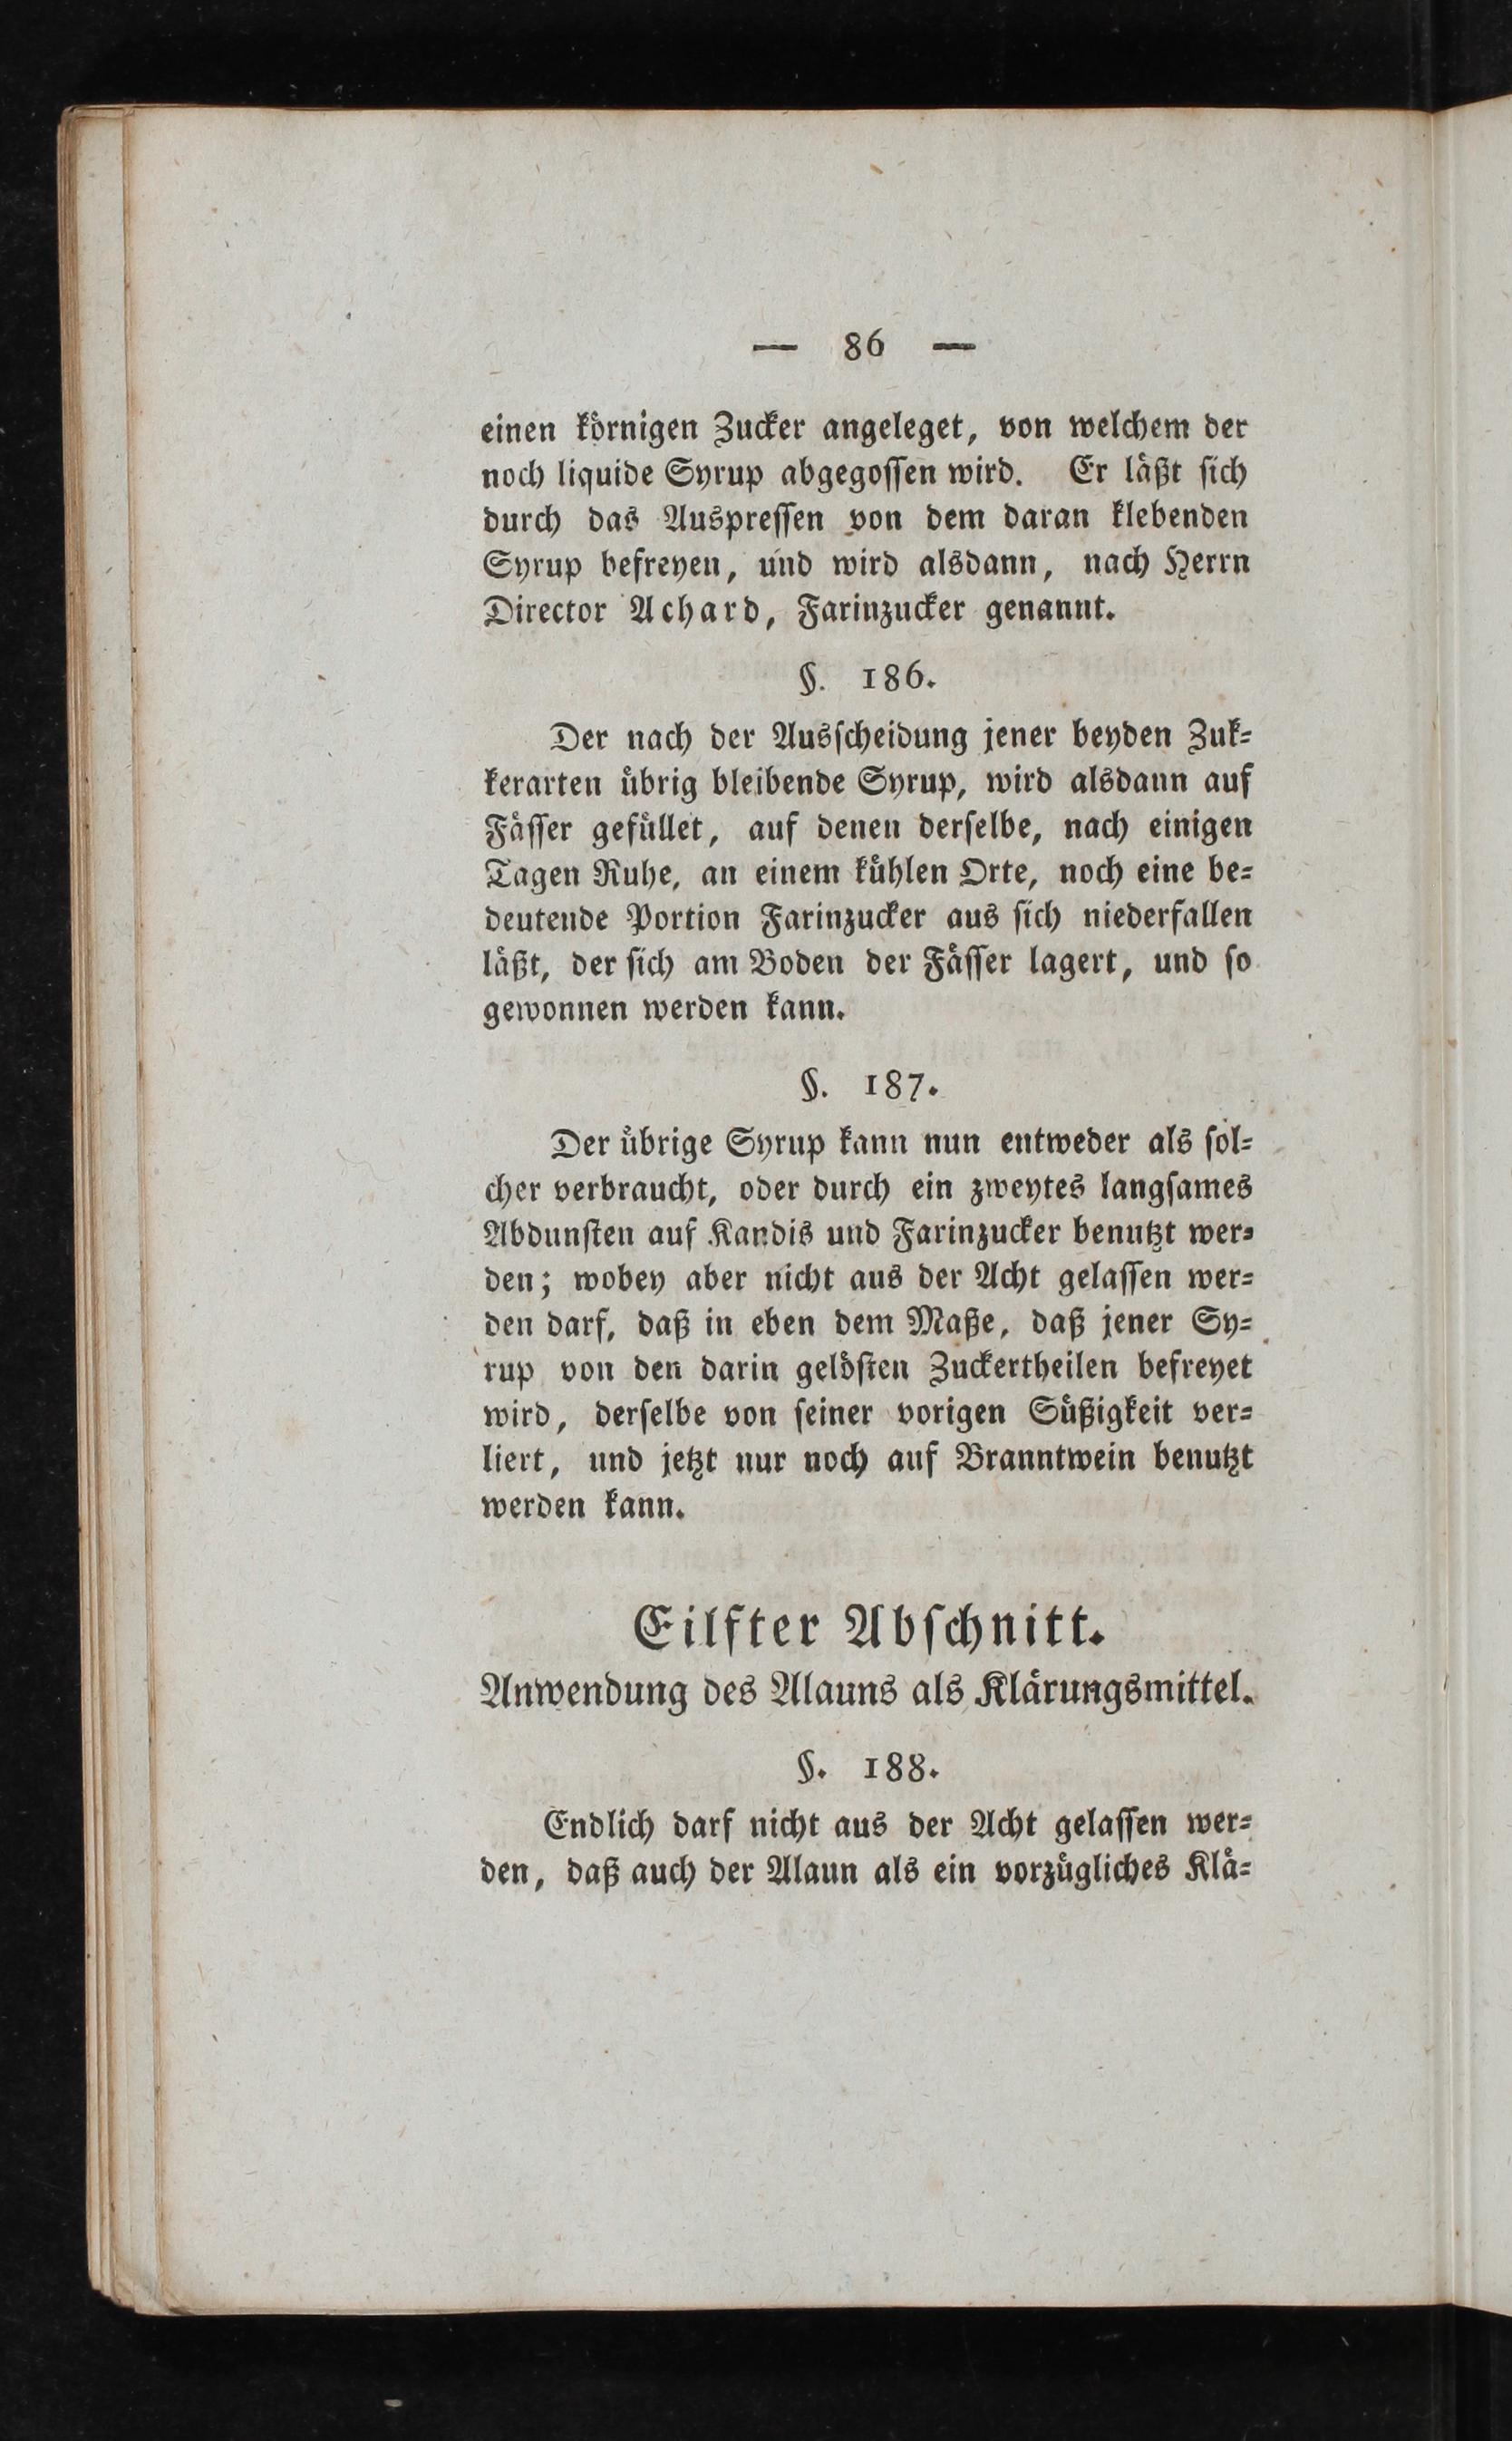 — 86 —
einen körnigen Zucker angeleget, von welchem der
noch liquide Syrup abgegossen wird. Er läßt sich
durch das Auspressen von dem daran klebenden
Syrup befreyen, und wird alsdann, nach Herrn
Director Achard, Farinzucker genannt.
§. 186.
Der nach der Ausscheidung jener beyden Zuk-
kerarten übrig bleibende Syrup, wird alsdann auf
Fässer gefüllet, auf denen derselbe, nach einigen
Tagen Ruhe, an einem kühlen Orte, noch eine be-
deutende Portion Farinzucker aus sich niederfallen
läßt, der sich am Boden der Fässer lagert, und so
gewonnen werden kann.
§. 187.
Der übrige Syrup kann nun entweder als sol-
cher verbraucht, oder durch ein zweytes langsames
Abdunsten auf Kandis und Farinzucker benutzt wer-
den; wobey aber nicht aus der Acht gelassen wer-
den darf, daß in eben dem Maße, daß jener Sy-
rup von den darin gelösten Zuckertheilen befreyet
wird, derselbe von seiner vorigen Süßigkeit ver-
liert, und jetzt nur noch auf Branntwein benutzt
werden kann.
Eilfter Abschnitt.
Anwendung des Alauns als Klärungsmittel.
§. 188.
Endlich darf nicht aus der Acht gelassen wer-
den, daß auch der Alaun als ein vorzügliches Klä-